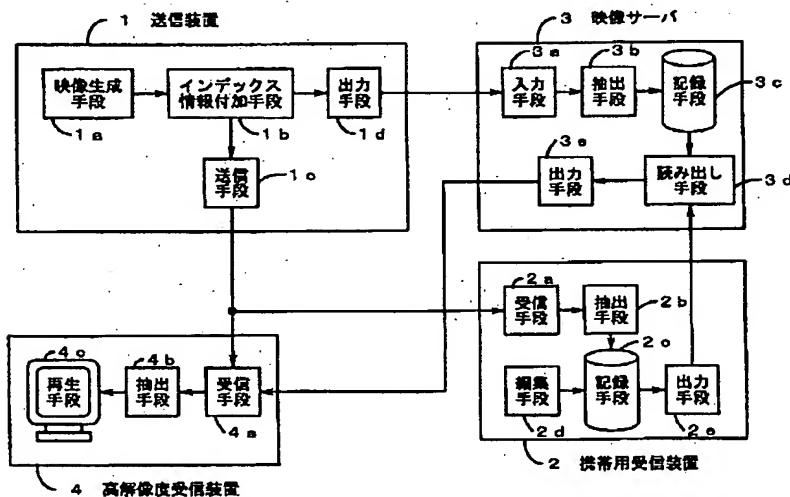 1 送信装置
映像生成
手段
1a
インデックス
情報付加手段
1b
出力
手段
1d
送信
手段
1c
3 映像サーバ
3a
入力
手段
3b
抽出
手段
記録
手段
3c
3e
出力
手段
読み出し
手段
3d
2a
受信
手段
抽出
手段
2b
2c
編集
手段
2d
記録
手段
出力
手段
2e
2 携帯用受信装置
4c
再生
手段
4b
抽出
手段
受信
手段
4a
4 高解像度受信装置